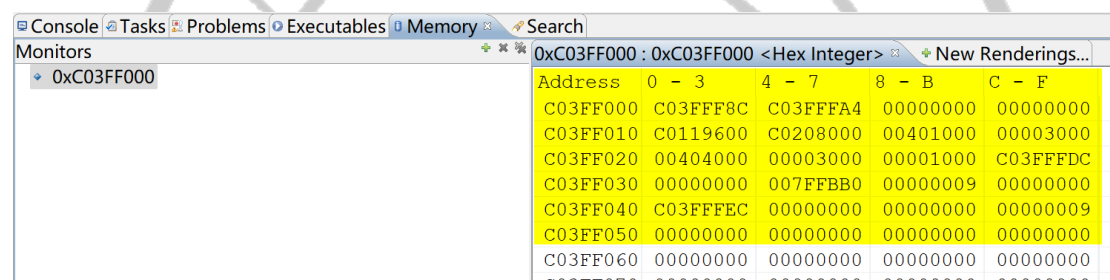 Console Tasks Problems Executables Memory Search
Monitors
0xC03FF000
0xC03FF000 : 0xC03FF000 <Hex Integer> New Renderings...
Address 0 - 3 4 - 7 8 - B C - F
C03FF000 C03FFF8C C03FFFA4 00000000 00000000
C03FF010 C0119600 C0208000 00401000 00003000
C03FF020 00404000 00003000 00001000 C03FFFDC
C03FF030 00000000 007FFBB0 00000009 00000000
C03FF040 C03FFFEC 00000000 00000000 00000009
C03FF050 00000000 00000000 00000000 00000000
C03FF060 00000000 00000000 00000000 00000000